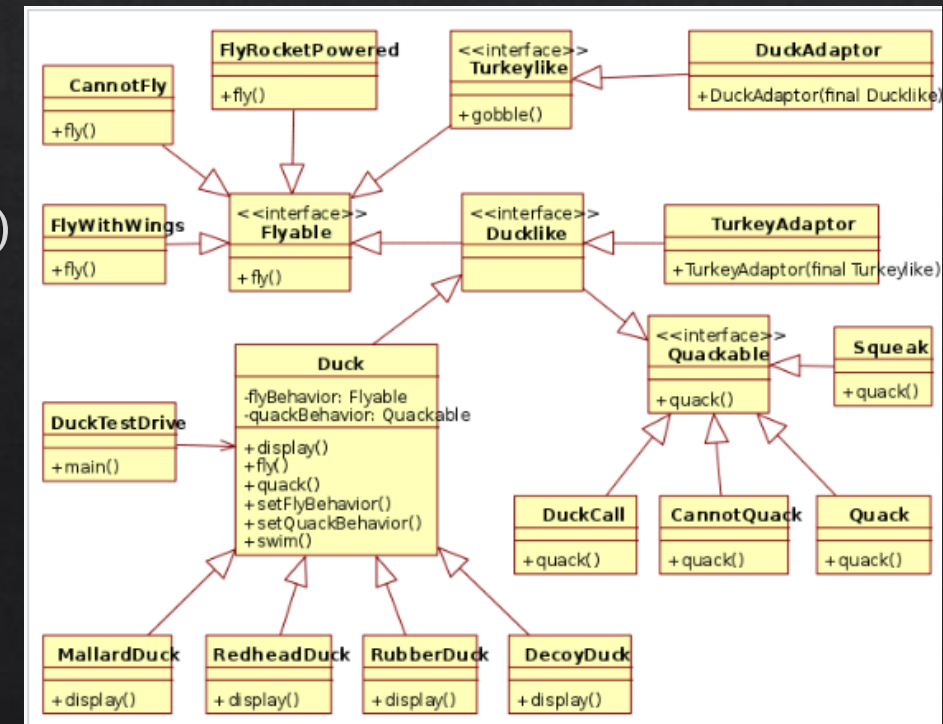 )
CannotFly
+fly()
FlyRocketPowered
+fly()
<<interface>>
Turkeylike
+gobble()
DuckAdaptor
+DuckAdaptor(final Ducklike)
FlyWithWings
+fly()
<<interface>>
Flyable
+fly()
<<interface>>
Ducklike
TurkeyAdaptor
+TurkeyAdaptor(final Turkeylike)
Duck
-flyBehavior: Flyable
-quackBehavior: Quackable
+display()
+fly()
+quack()
+setFlyBehavior()
+setQuackBehavior()
+swim()
<<interface>>
Quackable
+quack()
Squeak
+quack()
DuckTestDrive
+main()
DuckCall
+quack()
CannotQuack
+quack()
Quack
+quack()
MallardDuck
+display()
RedheadDuck
+display()
RubberDuck
+display()
DecoyDuck
+display()